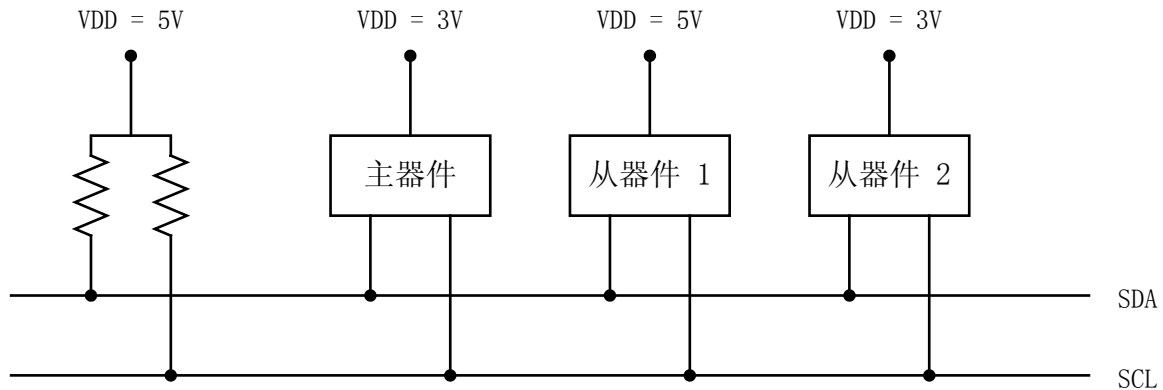 VDD = 5V
VDD = 3V
VDD = 5V
VDD = 3V
主器件
从器件 1
从器件 2
SDA
SCL